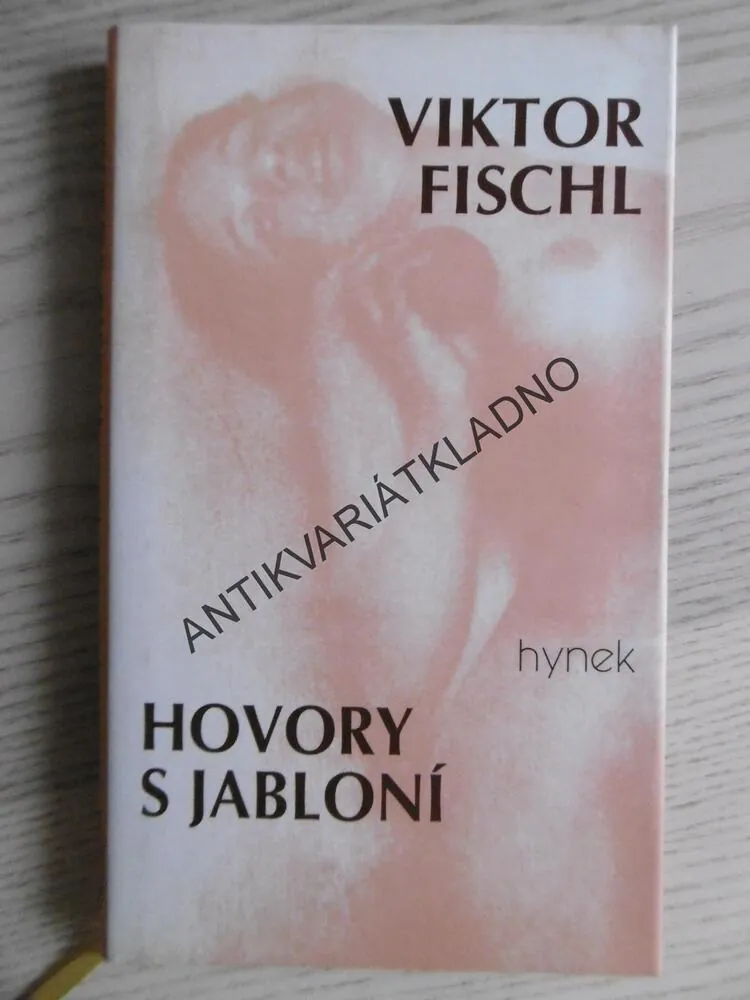 VIKTOR
FISCHL
ANTIKVARIÁTKLADNO
hynek
HOVORY
S JABLONÍ